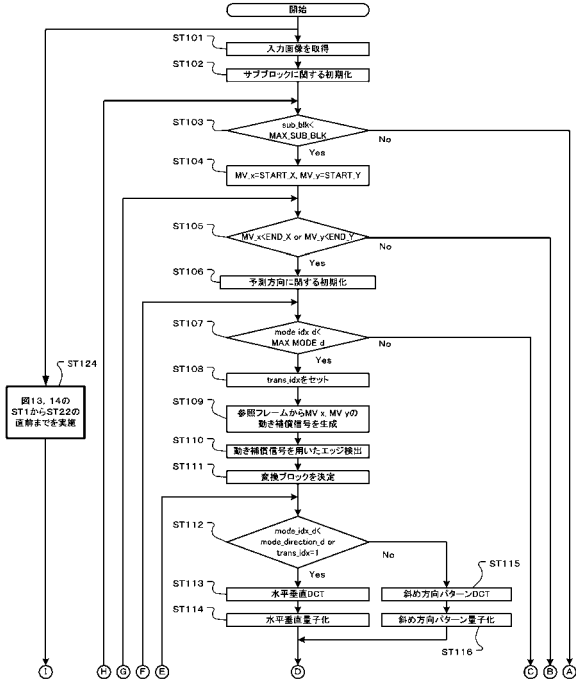 開始
ST101
入力画像を取得
ST102
サブブロックに関する初期化
ST103
sub_blk<
MAX_SUB_BLK
No
Yes
ST104
MV_x=START_X, MV_y=START_Y
ST105
MV_x<END_X or MV_y<END_Y
No
Yes
ST106
予測方向に関する初期化
ST107
mode_idx_d<
MAX_MODE_d
No
Yes
ST124
図13, 14の
ST1からST22の
直前までを実施
ST108
trans_idxをセット
ST109
参照フレームからMV_x, MV_yの
動き補償信号を生成
ST110
動き補償信号を用いたエッジ検出
ST111
変換ブロックを決定
ST112
mode_idx_d<
mode_direction_d or
trans_idx=1
No
Yes
ST113
水平垂直DCT
ST115
斜め方向パターンDCT
ST114
水平垂直量子化
斜め方向パターン量子化
ST116
I
H
G
F
E
D
C
B
A